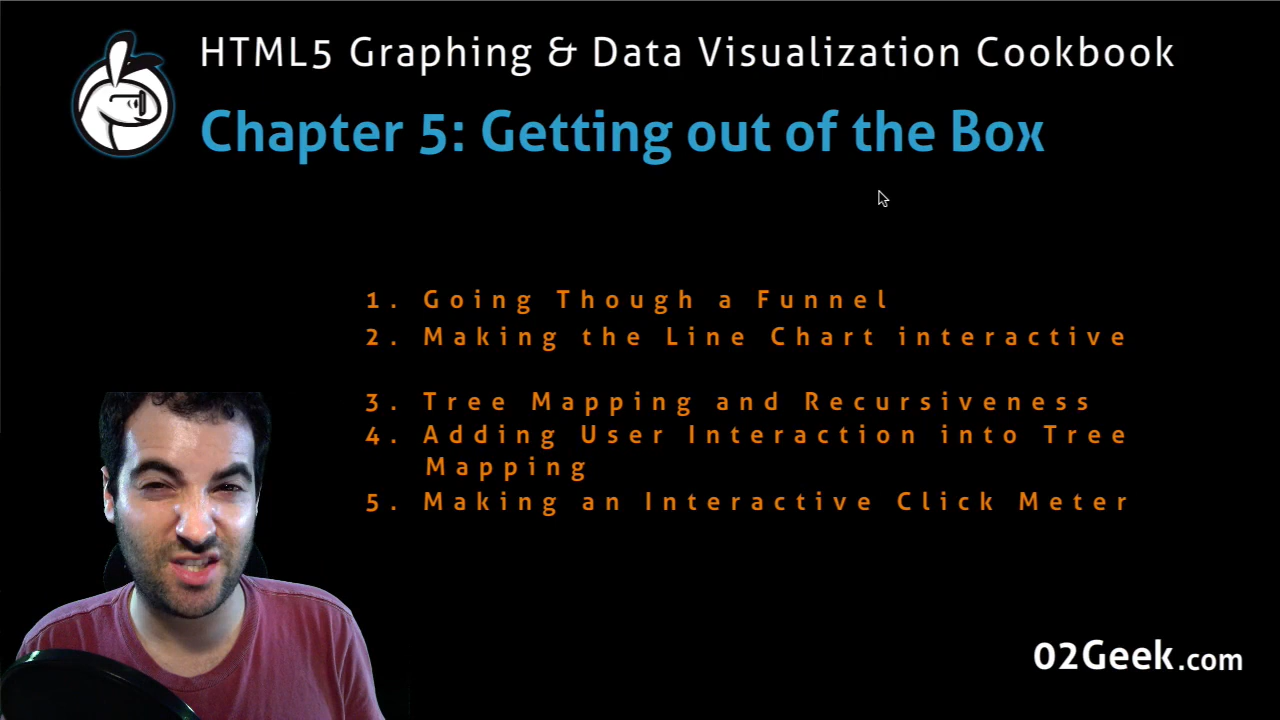 HTML5 Graphing & Data Visualization Cookbook
Chapter 5: Getting out of the Box
1. Going Though a Funnel
2. Making the Line Chart interactive
3. Tree Mapping and Recursiveness
4. Adding User Interaction into Tree
Mapping
5. Making an Interactive Click Meter
02Geek.com